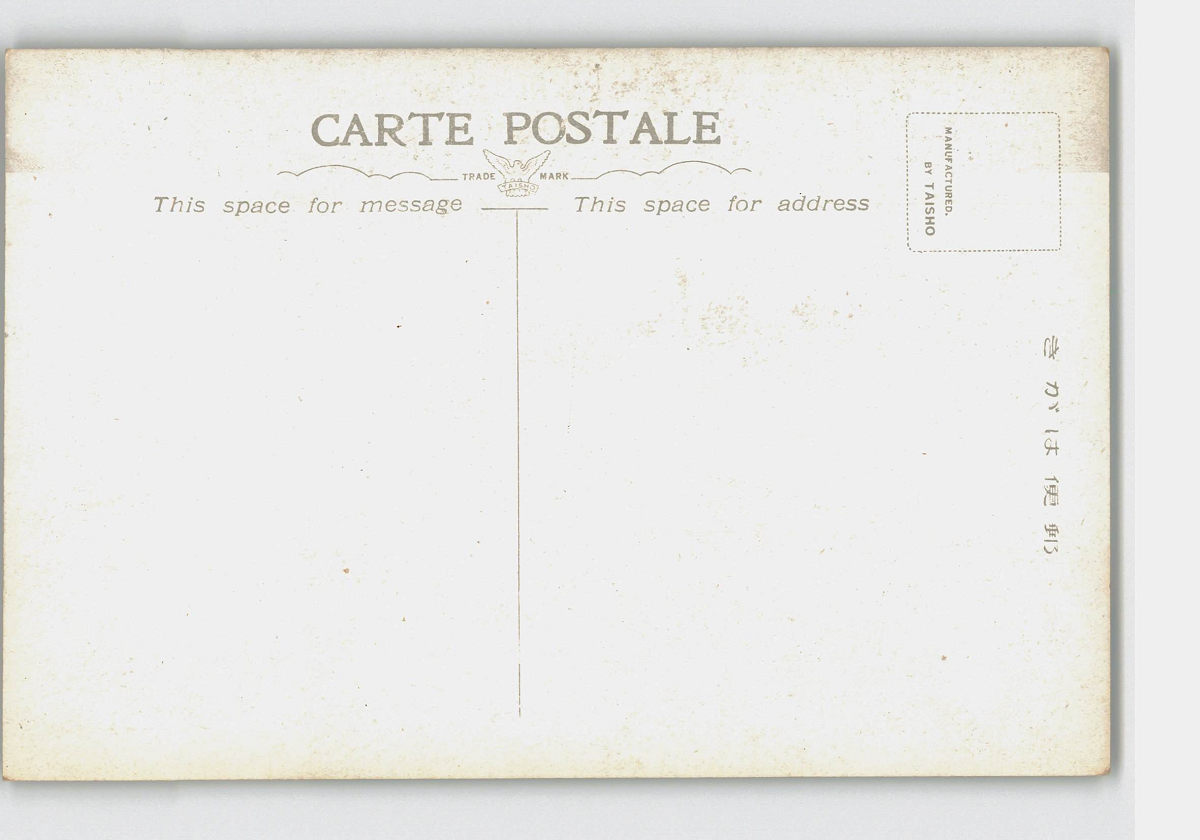 CARTE POSTALE
TRADE MARK
TAISHO
This space for message
This space for address
MANUFACTURED.
BY TAISHO
郵便はがき